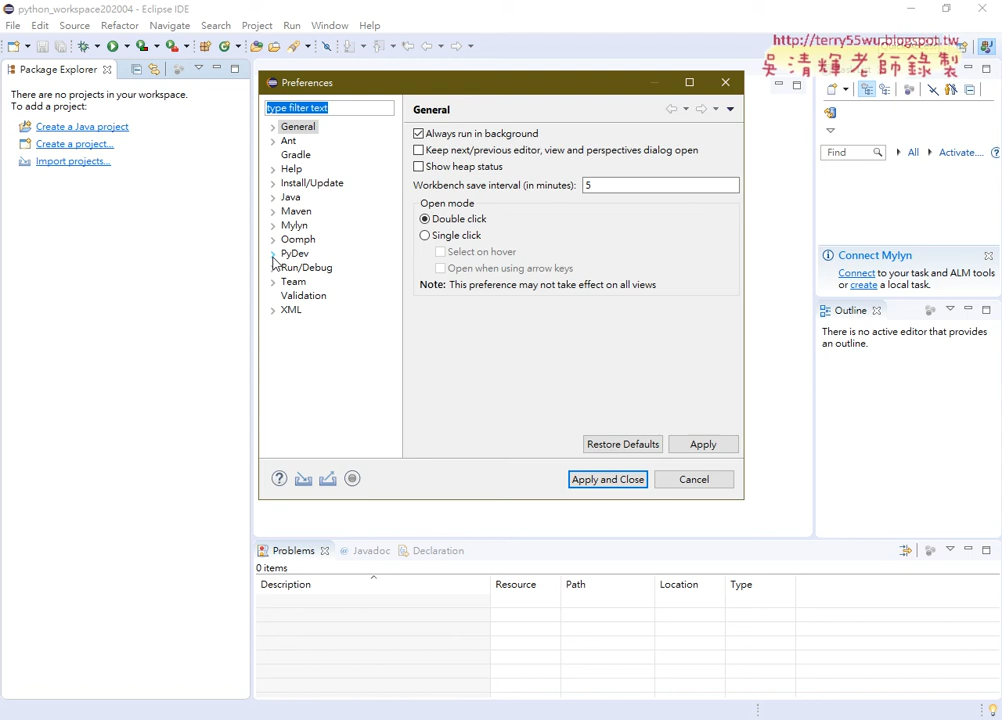 python_workspace202004 - Eclipse IDE
File Edit Source Refactor Navigate Search Project Run Window Help
http://terry55wu.blogspot.tw
吳清輝老師錄製
Package Explorer
There are no projects in your workspace.
To add a project:
Create a Java project
Create a project...
Import projects...
Preferences
type filter text
General
Ant
Gradle
Help
Install/Update
Java
Maven
Mylyn
Oomph
PyDev
Run/Debug
Team
Validation
XML
General
Always run in background
Keep next/previous editor, view and perspectives dialog open
Show heap status
Workbench save interval (in minutes): 5
Open mode
Double click
Single click
Select on hover
Open when using arrow keys
Note: This preference may not take effect on all views
Restore Defaults Apply
Apply and Close Cancel
Find All Activate...
Connect Mylyn
Connect to your task and ALM tools
or create a local task.
Outline
There is no active editor that provides
an outline.
Problems Javadoc Declaration
0 items
Description Resource Path Location Type